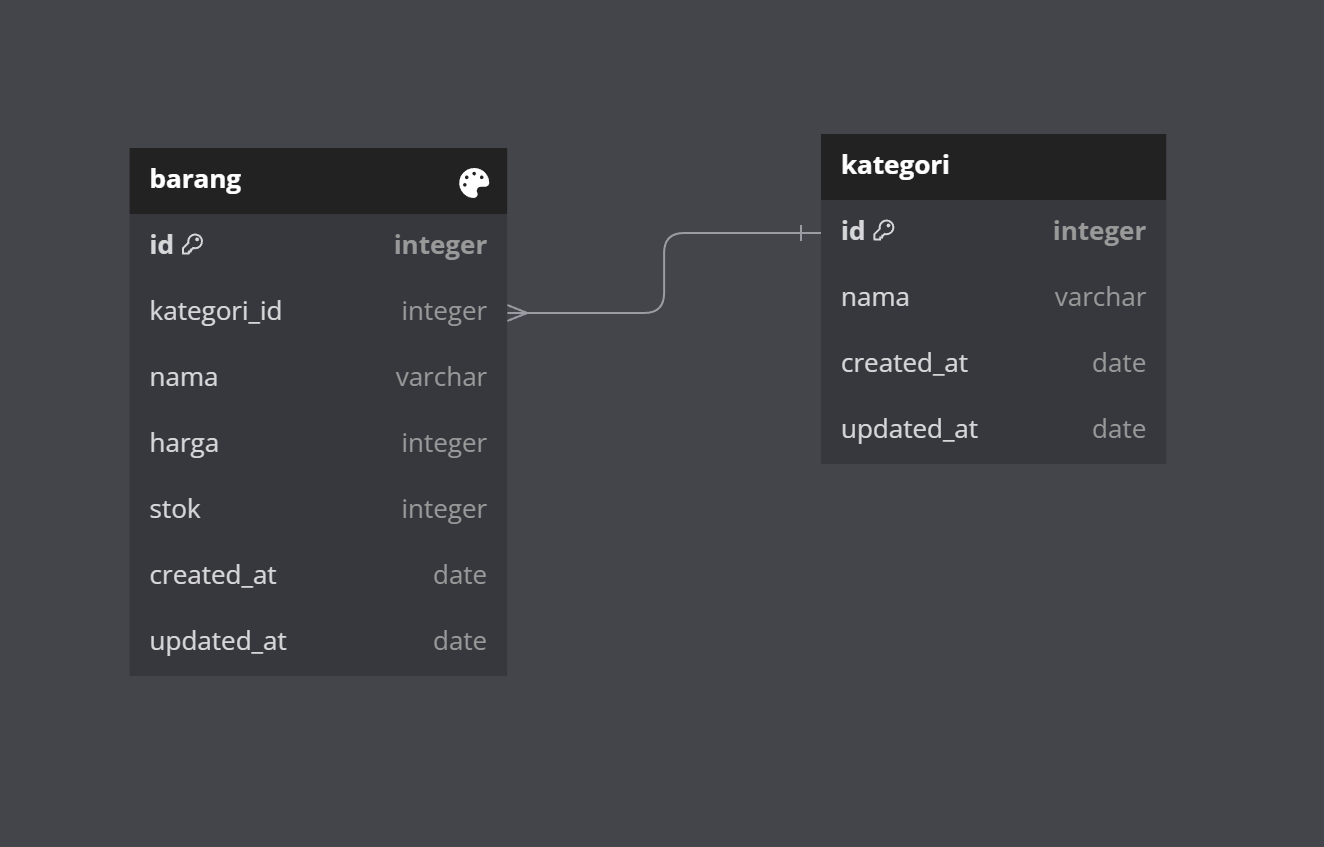 barang
id integer
kategori_id integer
nama varchar
harga integer
stok integer
created_at date
updated_at date
kategori
id integer
nama varchar
created_at date
updated_at date